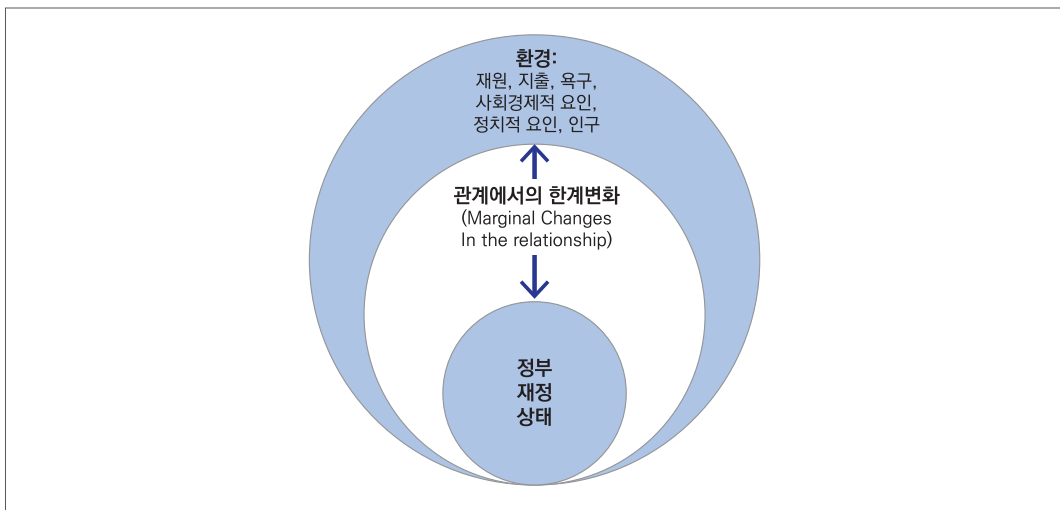 환경:
재원, 지출, 욕구,
사회경제적 요인,
정치적 요인, 인구
관계에서의 한계변화
(Marginal Changes
In the relationship)
정부
재정
상태